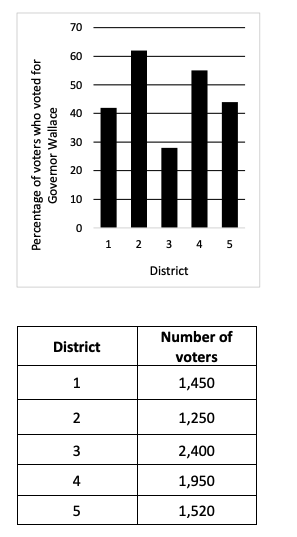 Percentage of voters who voted for
Governor Wallace
70
60
50
40
30
20
10
0
1 2 3 4 5
District
District Number of voters
1 1,450
2 1,250
3 2,400
4 1,950
5 1,520